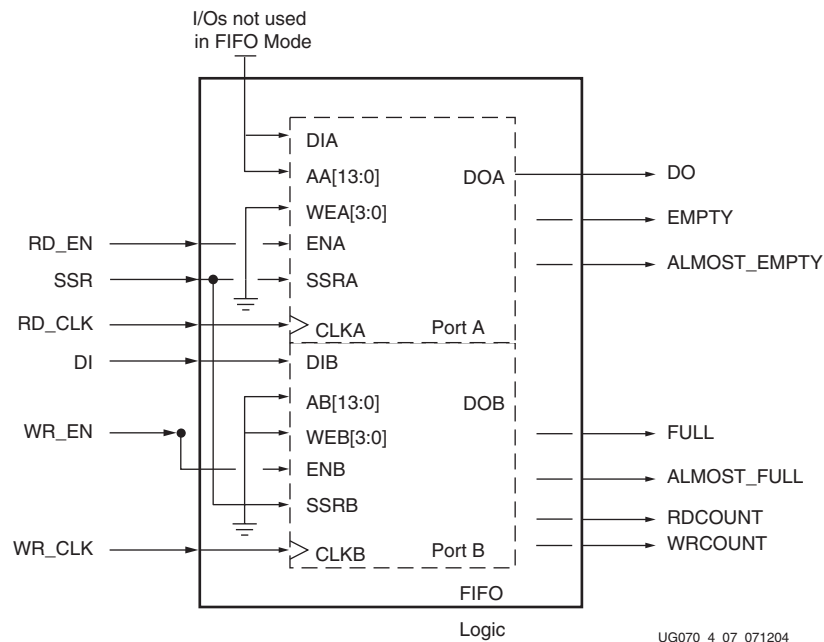 I/Os not used
in FIFO Mode
DIA
AA[13:0]
DOA
DO
WEA[3:0]
EMPTY
RD_EN
ENA
ALMOST_EMPTY
SSR
SSRA
RD_CLK
CLKA
Port A
DI
DIB
AB[13:0]
DOB
WR_EN
WEB[3:0]
FULL
ENB
ALMOST_FULL
SSRB
RDCOUNT
WR_CLK
CLKB
Port B
WRCOUNT
FIFO
Logic
UG070_4_07_071204